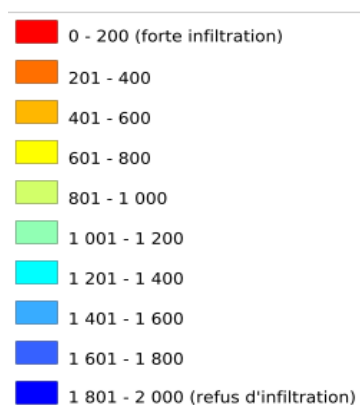 0 - 200 (forte infiltration)
201 - 400
401 - 600
601 - 800
801 - 1 000
1 001 - 1 200
1 201 - 1 400
1 401 - 1 600
1 601 - 1 800
1 801 - 2 000 (refus d'infiltration)